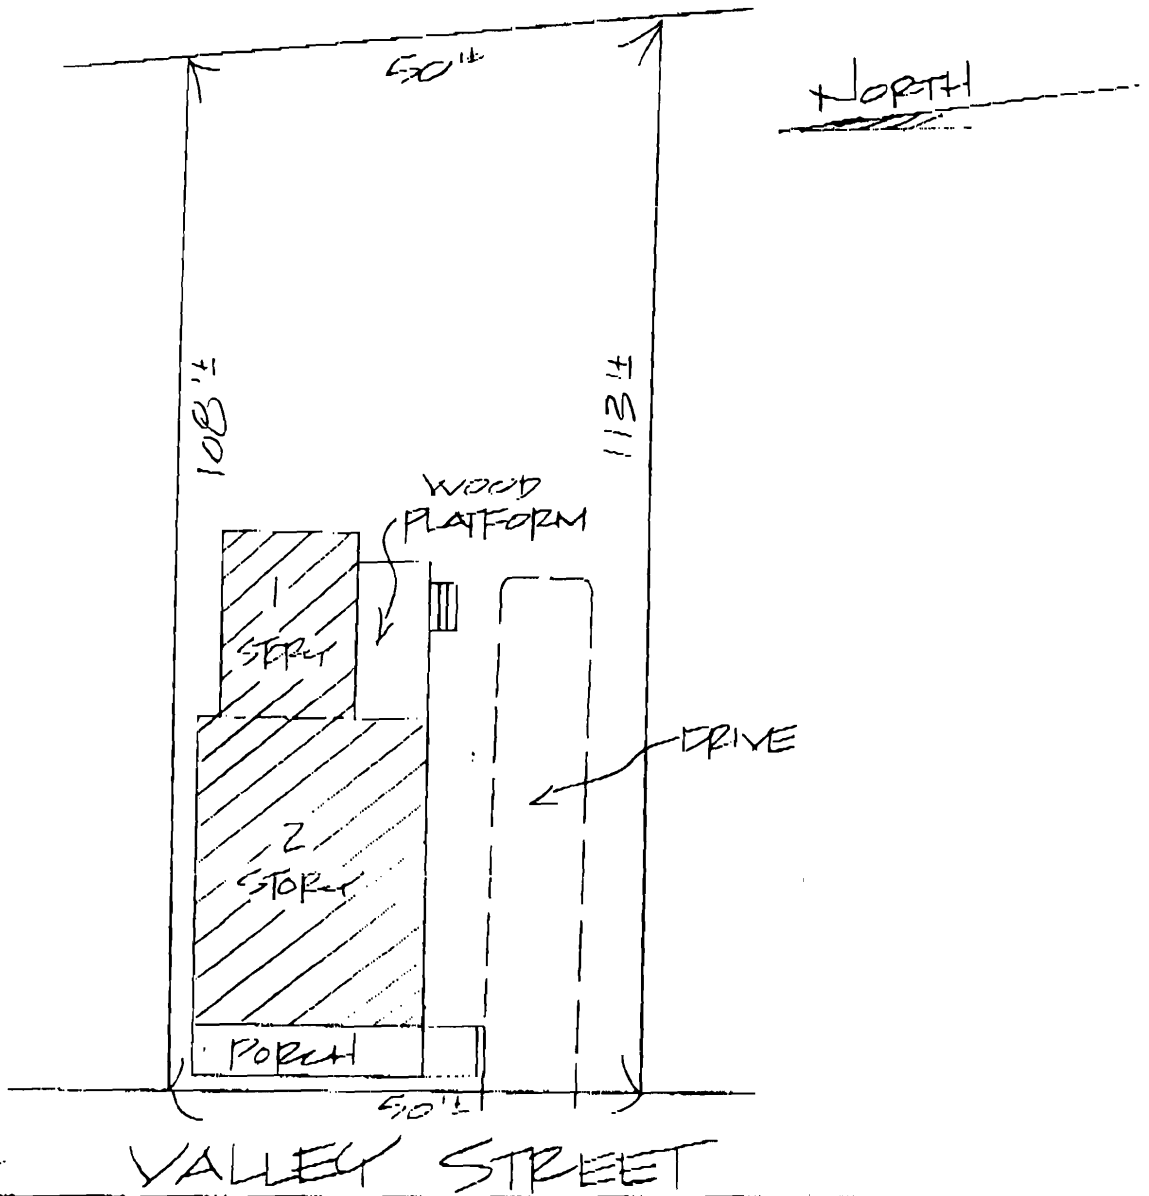 50'±
NORTH
108'±
113'±
WOOD
PLATFORM
1
STORY
DRIVE
2
STORY
PORCH
50'±
VALLEY STREET